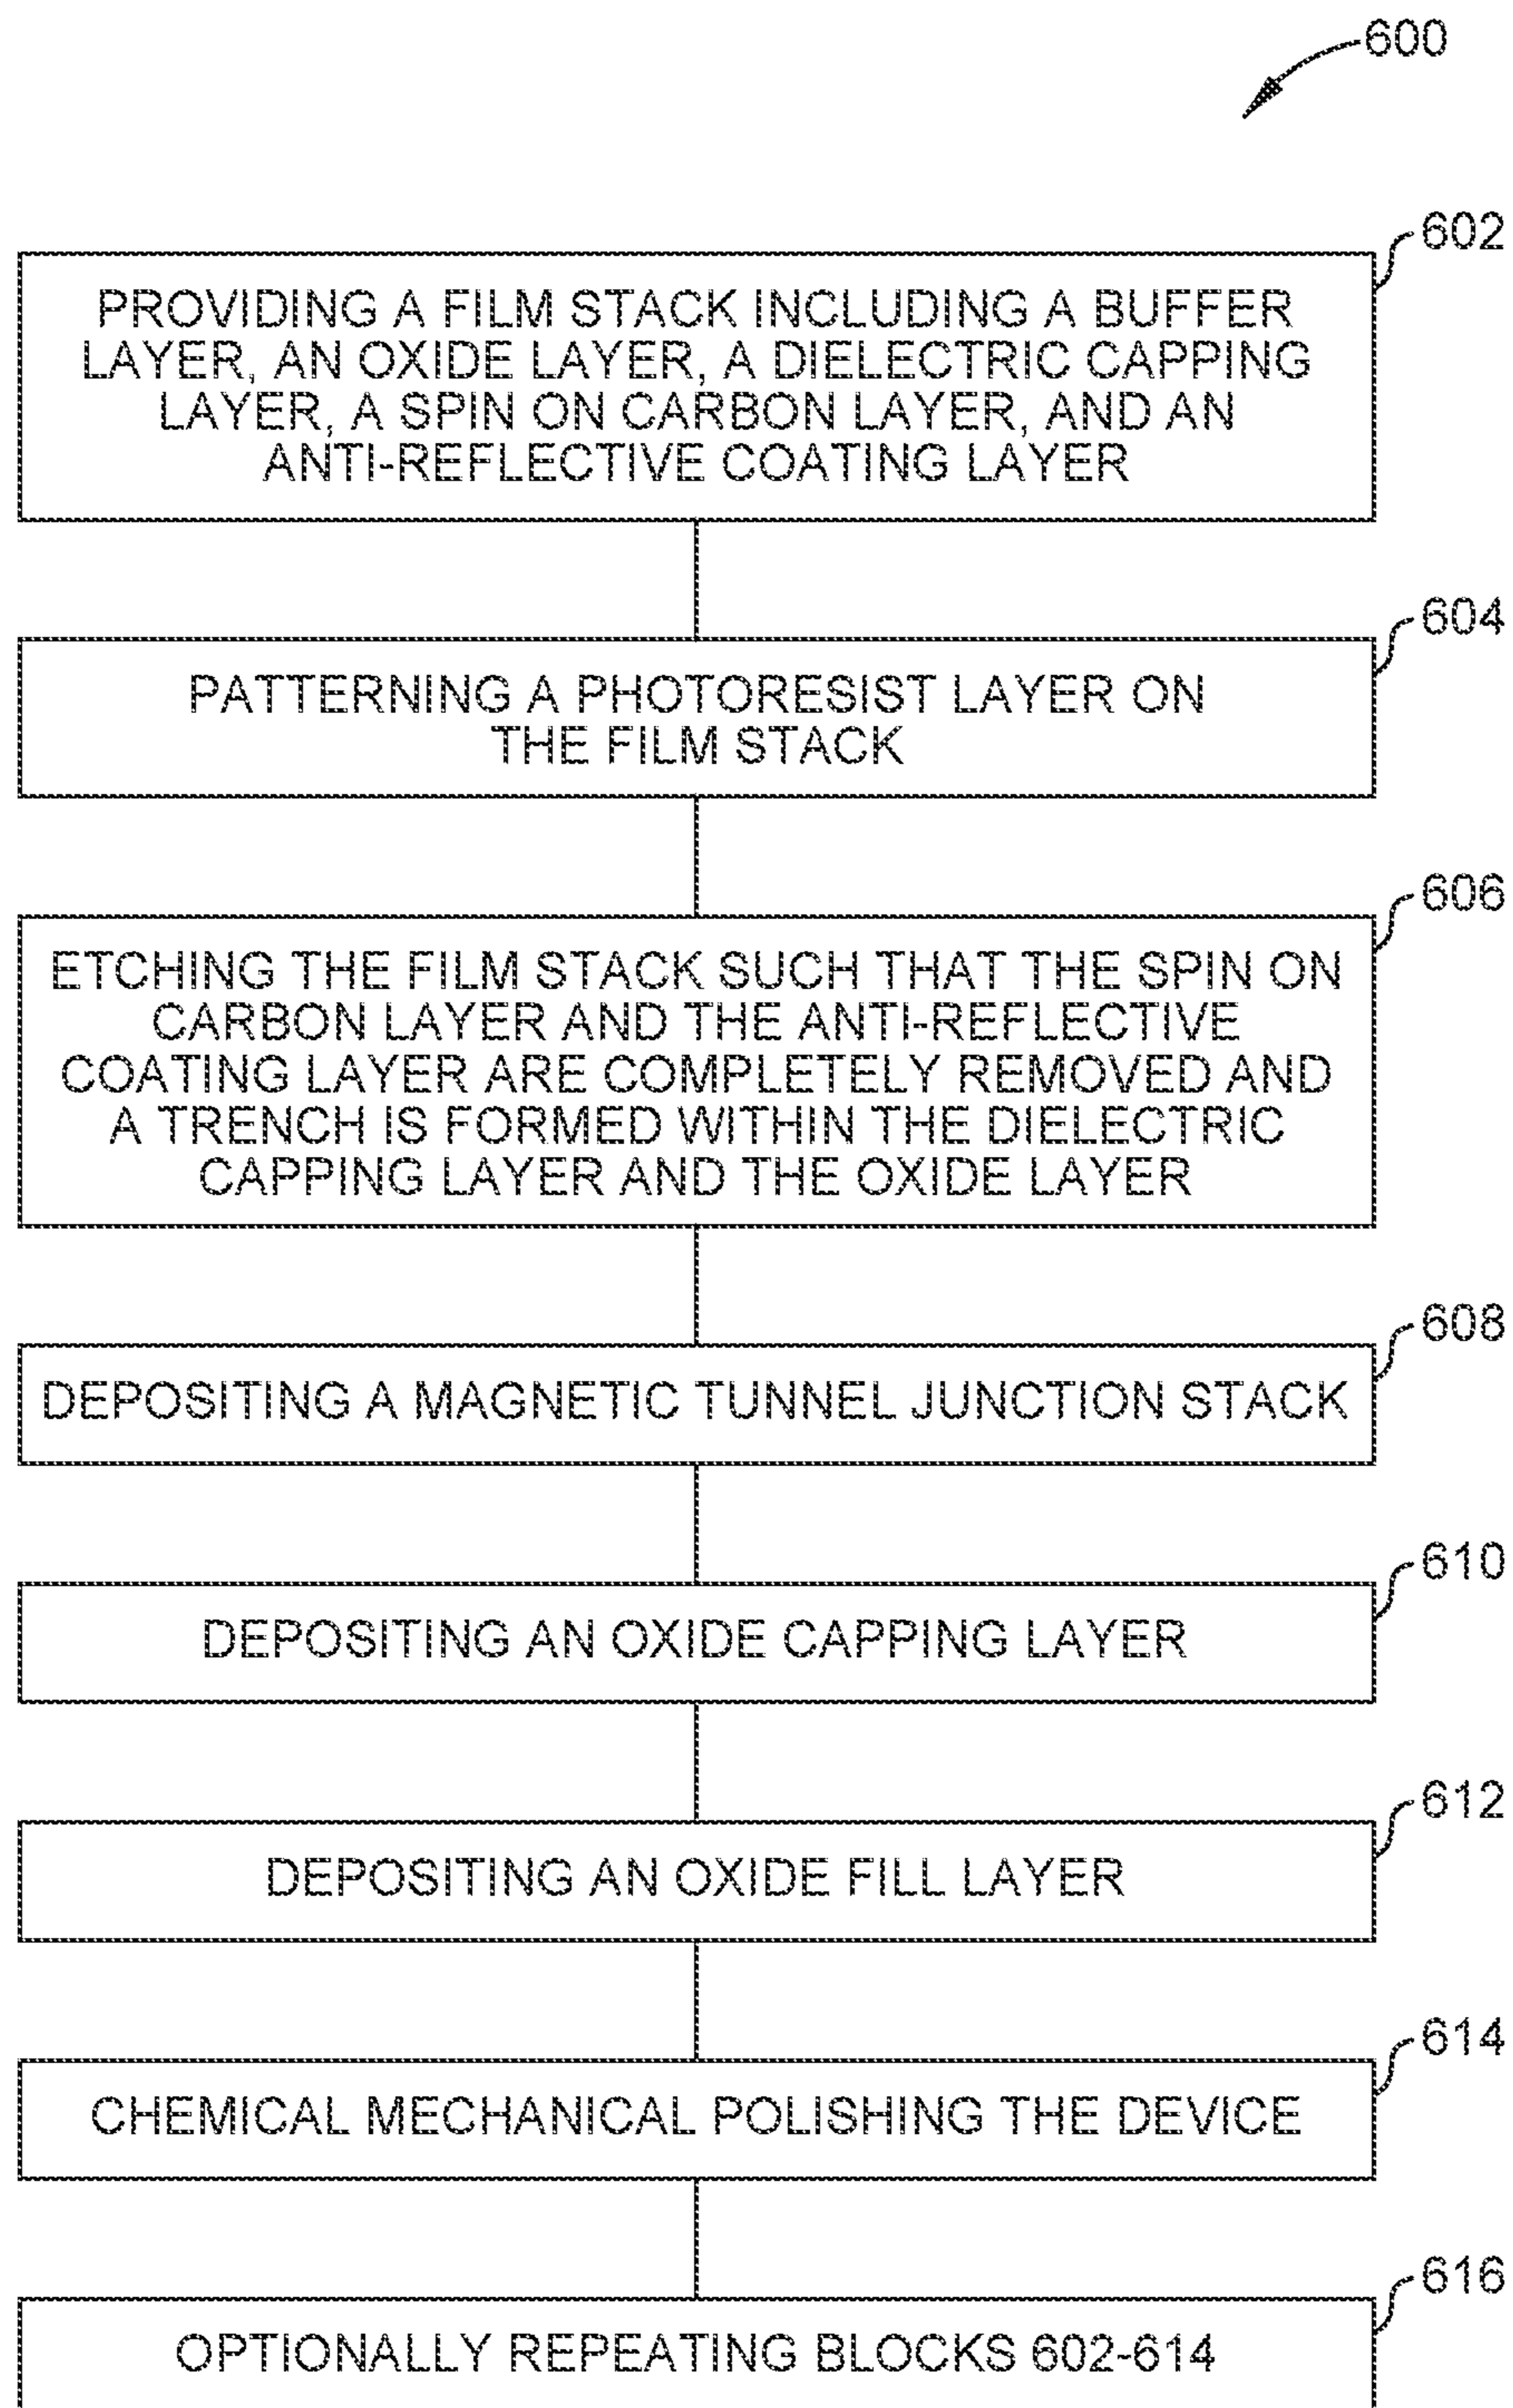 600
602
PROVIDING A FILM STACK INCLUDING A BUFFER
LAYER, AN OXIDE LAYER, A DIELECTRIC CAPPING
LAYER, A SPIN ON CARBON LAYER, AND AN
ANTI-REFLECTIVE COATING LAYER
604
PATTERNING A PHOTORESIST LAYER ON
THE FILM STACK
606
ETCHING THE FILM STACK SUCH THAT THE SPIN ON
CARBON LAYER AND THE ANTI-REFLECTIVE
COATING LAYER ARE COMPLETELY REMOVED AND
A TRENCH IS FORMED WITHIN THE DIELECTRIC
CAPPING LAYER AND THE OXIDE LAYER
608
DEPOSITING A MAGNETIC TUNNEL JUNCTION STACK
610
DEPOSITING AN OXIDE CAPPING LAYER
612
DEPOSITING AN OXIDE FILL LAYER
614
CHEMICAL MECHANICAL POLISHING THE DEVICE
616
OPTIONALLY REPEATING BLOCKS 602-614